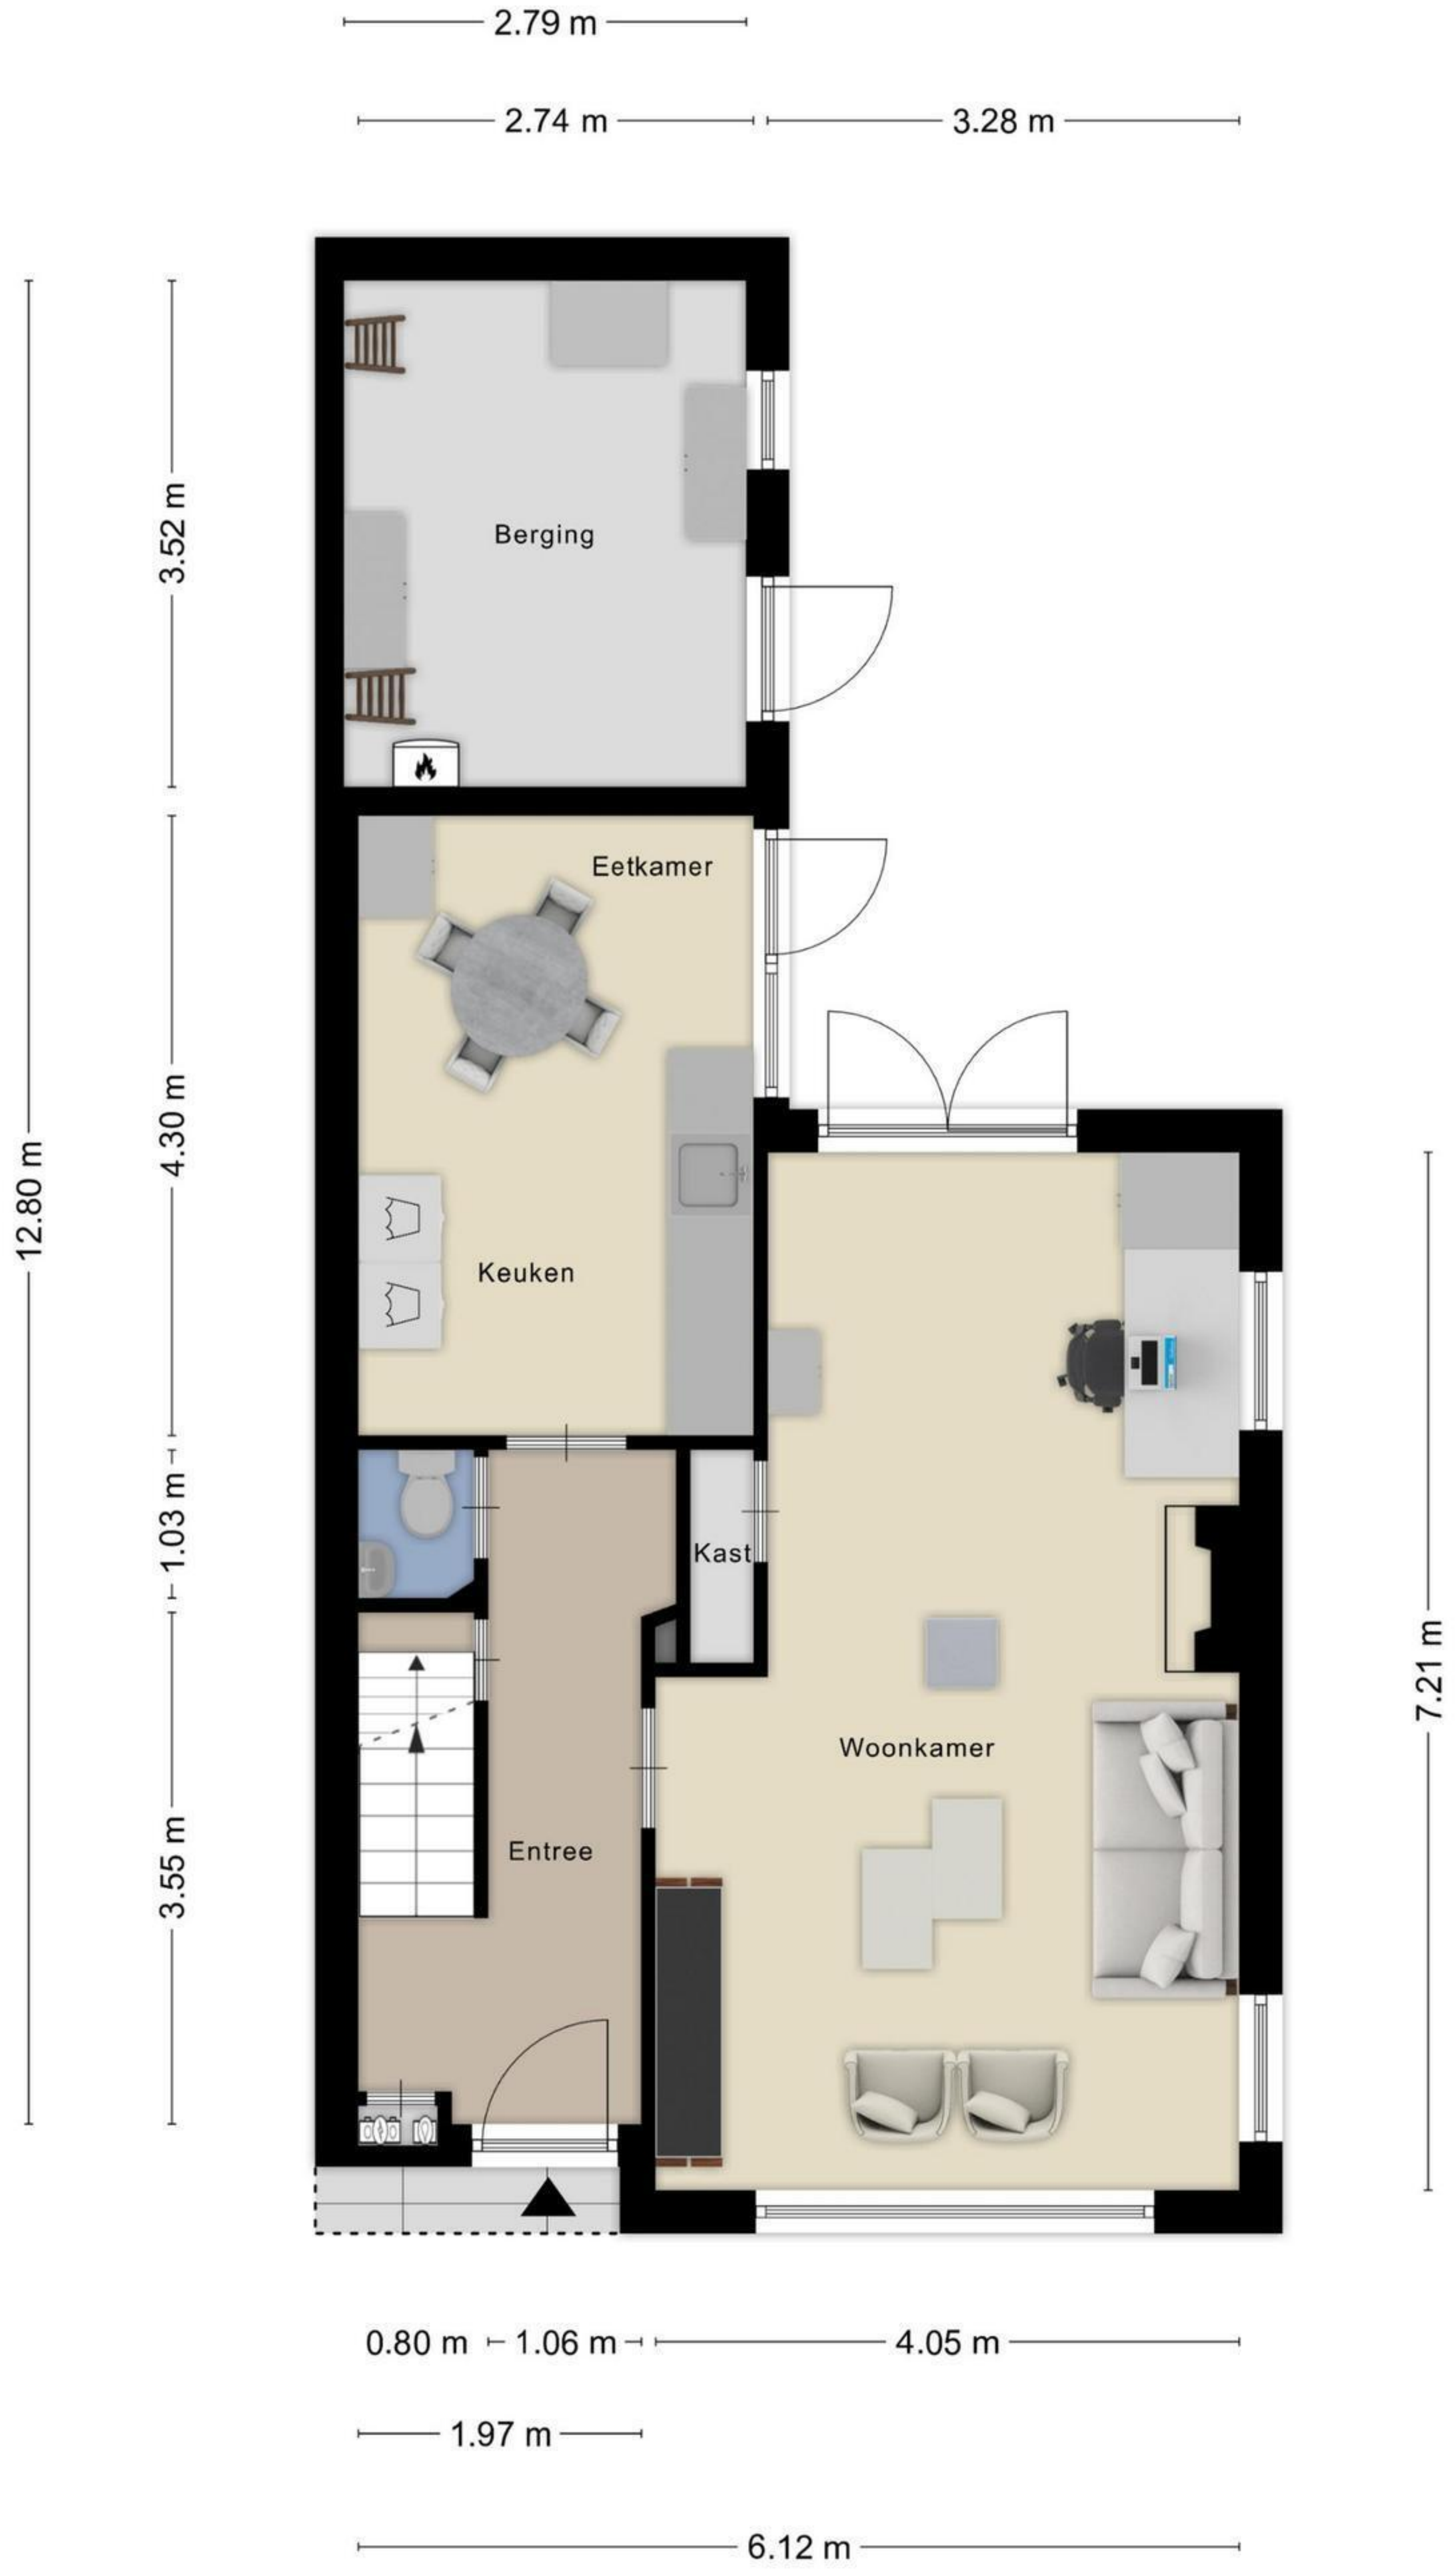 2.79 m
2.74 m
3.28 m
3.52 m
Berging
Eetkamer
4.30 m
12.80 m
Keuken
1.03 m
Kast
7.21 m
Woonkamer
3.55 m
Entree
0.80 m
1.06 m
4.05 m
1.97 m
6.12 m